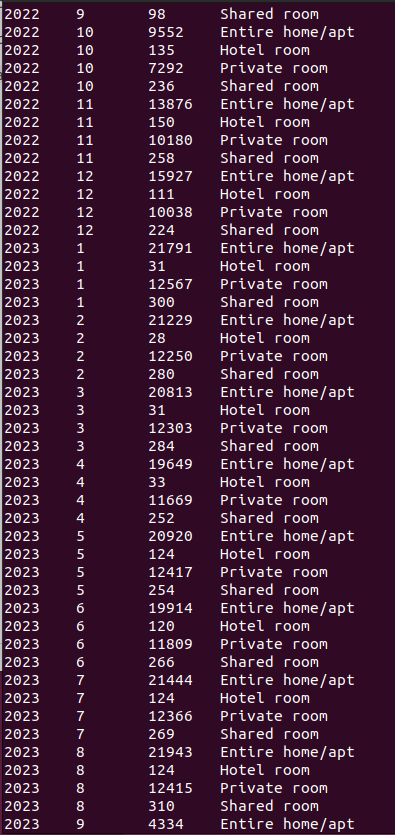 2022 9 98 Shared room
2022 10 9552 Entire home/apt
2022 10 135 Hotel room
2022 10 7292 Private room
2022 10 236 Shared room
2022 11 13876 Entire home/apt
2022 11 150 Hotel room
2022 11 10180 Private room
2022 11 258 Shared room
2022 12 15927 Entire home/apt
2022 12 111 Hotel room
2022 12 10038 Private room
2022 12 224 Shared room
2023 1 21791 Entire home/apt
2023 1 31 Hotel room
2023 1 12567 Private room
2023 1 300 Shared room
2023 2 21229 Entire home/apt
2023 2 28 Hotel room
2023 2 12250 Private room
2023 2 280 Shared room
2023 3 20813 Entire home/apt
2023 3 31 Hotel room
2023 3 12303 Private room
2023 3 284 Shared room
2023 4 19649 Entire home/apt
2023 4 33 Hotel room
2023 4 11669 Private room
2023 4 252 Shared room
2023 5 20920 Entire home/apt
2023 5 124 Hotel room
2023 5 12417 Private room
2023 5 254 Shared room
2023 6 19914 Entire home/apt
2023 6 120 Hotel room
2023 6 11809 Private room
2023 6 266 Shared room
2023 7 21444 Entire home/apt
2023 7 124 Hotel room
2023 7 12366 Private room
2023 7 269 Shared room
2023 8 21943 Entire home/apt
2023 8 124 Hotel room
2023 8 12415 Private room
2023 8 310 Shared room
2023 9 4334 Entire home/apt